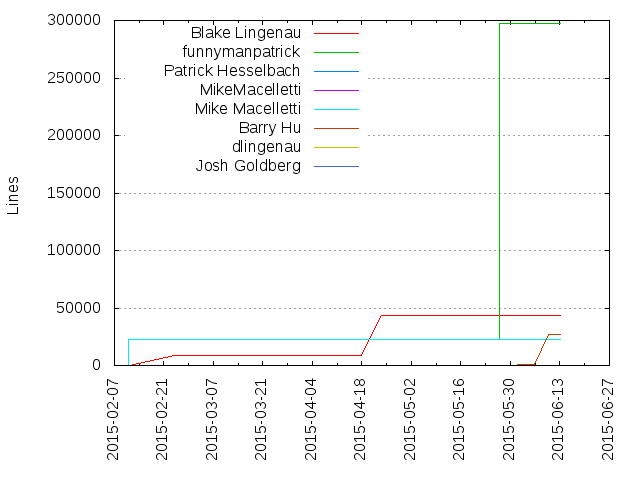 300000
250000
200000
150000
100000
50000
0
Lines
Blake Lingenau
funnymanpatrick
Patrick Hesselbach
MikeMacelletti
Mike Macelletti
Barry Hu
dlingenau
Josh Goldberg
2015-02-07
2015-02-21
2015-03-07
2015-03-21
2015-04-04
2015-04-18
2015-05-02
2015-05-16
2015-05-30
2015-06-13
2015-06-27